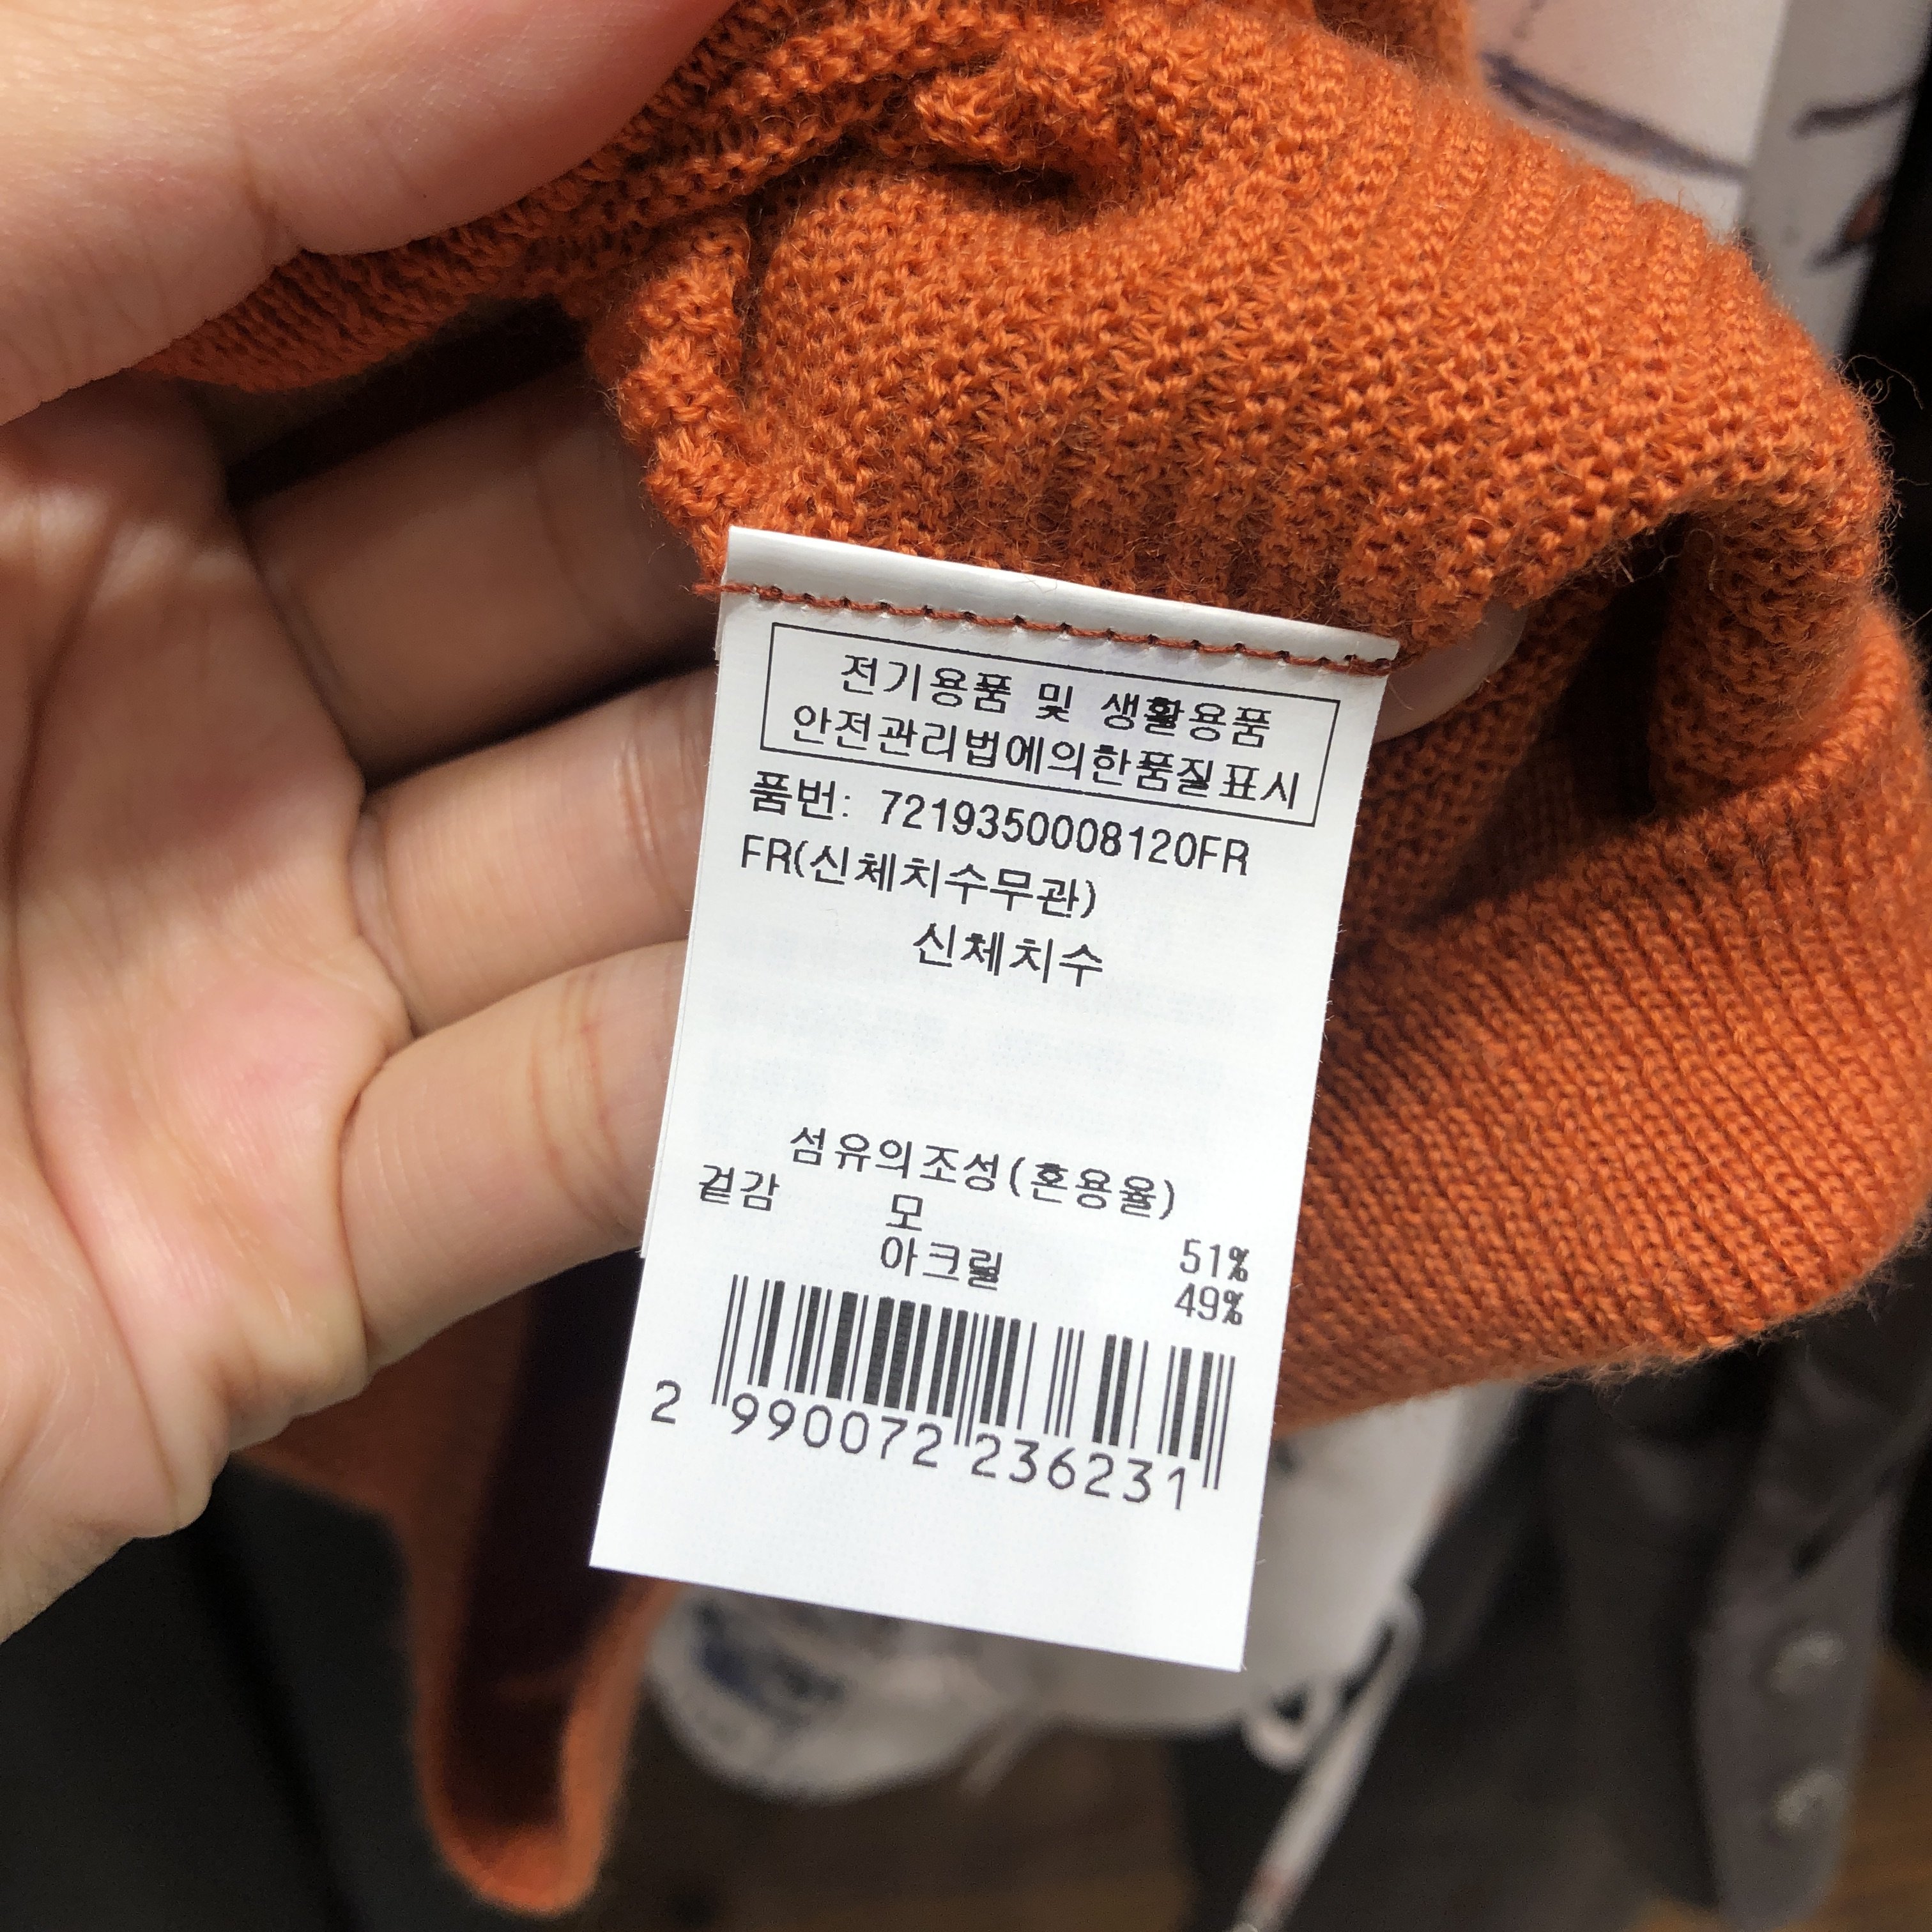 전기용품 및 생활용품
안전관리법에의한품질표시
품번: 7219350008120FR
FR(신체치수무관)
신체치수
섬유의조성(혼용율)
겉감 모 51%
아크릴 49%
2 990072 236231